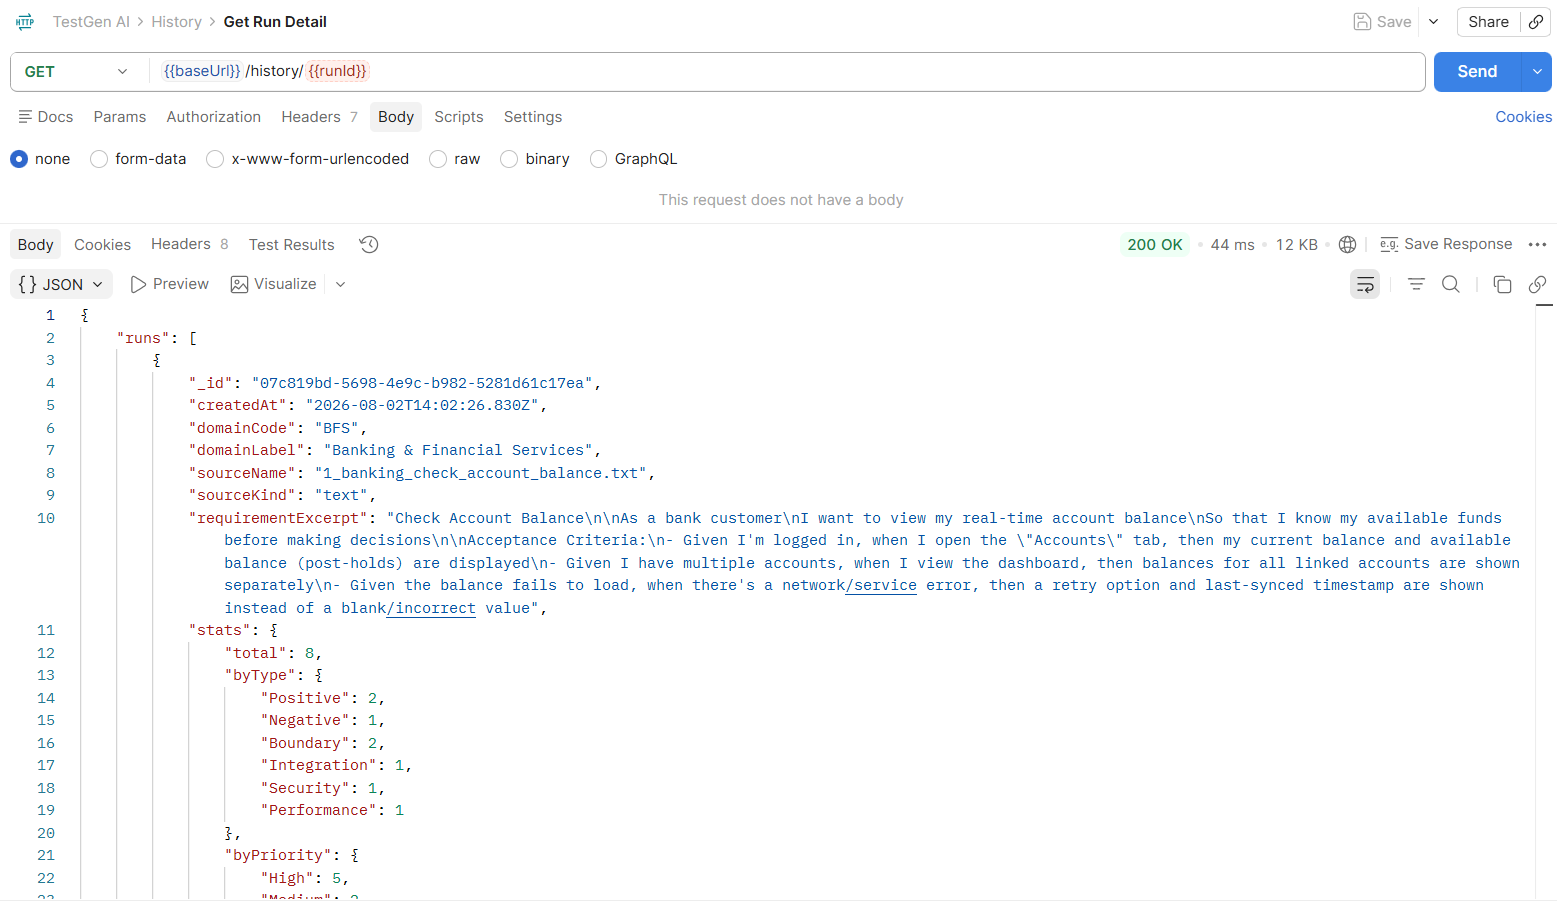 HTTP TestGen AI > History > Get Run Detail Save Share
GET {{baseUrl}}/history/{{runId}} Send
Docs Params Authorization Headers 7 Body Scripts Settings Cookies
none form-data x-www-form-urlencoded raw binary GraphQL
This request does not have a body
Body Cookies Headers 8 Test Results 200 OK • 44 ms • 12 KB • e.g. Save Response
{} JSON Preview Visualize
1 {
2 "runs": [
3 {
4 "_id": "07c819bd-5698-4e9c-b982-5281d61c17ea",
5 "createdAt": "2026-08-02T14:02:26.830Z",
6 "domainCode": "BFS",
7 "domainLabel": "Banking & Financial Services",
8 "sourceName": "1_banking_check_account_balance.txt",
9 "sourceKind": "text",
10 "requirementExcerpt": "Check Account Balance\n\nAs a bank customer\nI want to view my real-time account balance\nSo that I know my available funds
before making decisions\n\nAcceptance Criteria:\n- Given I'm logged in, when I open the \"Accounts\" tab, then my current balance and available
balance (post-holds) are displayed\n- Given I have multiple accounts, when I view the dashboard, then balances for all linked accounts are shown
separately\n- Given the balance fails to load, when there's a network/service error, then a retry option and last-synced timestamp are shown
instead of a blank/incorrect value",
11 "stats": {
12 "total": 8,
13 "byType": {
14 "Positive": 2,
15 "Negative": 1,
16 "Boundary": 2,
17 "Integration": 1,
18 "Security": 1,
19 "Performance": 1
20 },
21 "byPriority": {
22 "High": 5,
23 "Medium":